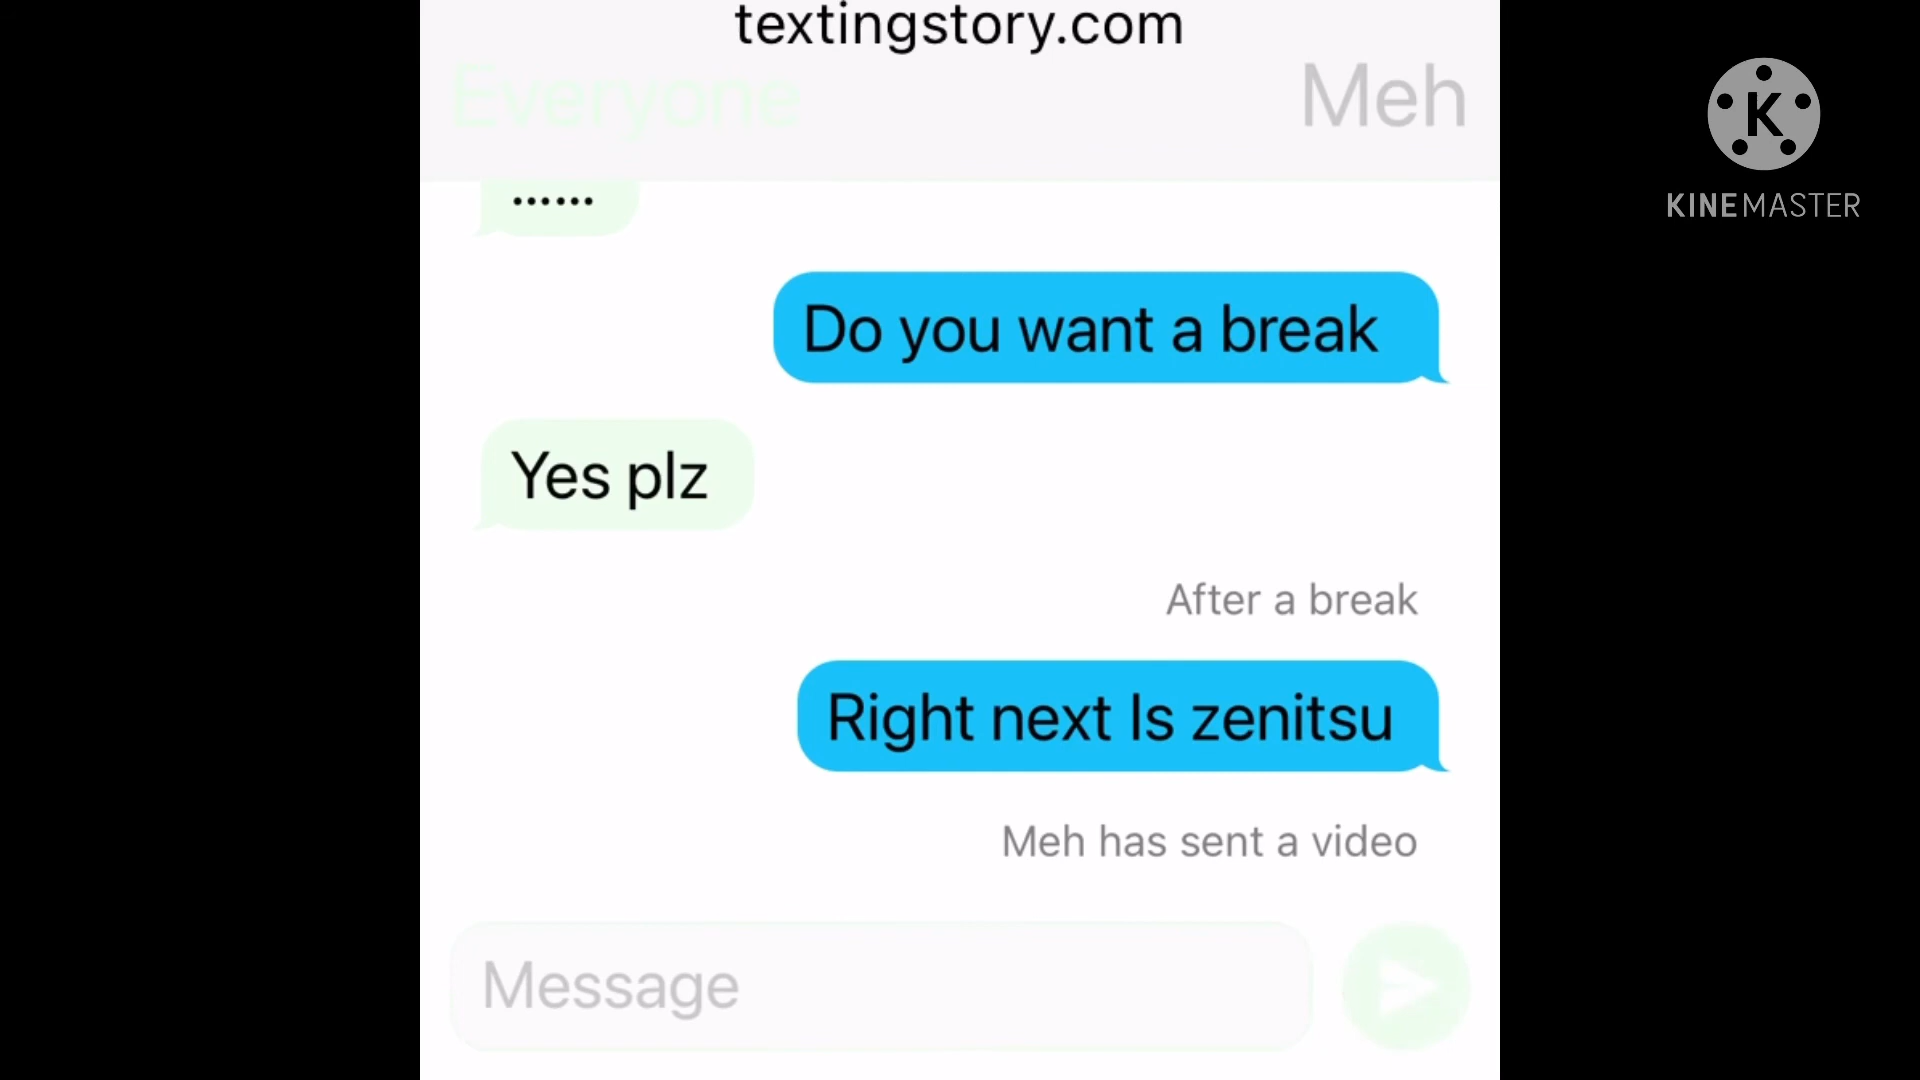 textingstory.com
Everyone
Meh
......
Do you want a break
Yes plz
After a break
Right next Is zenitsu
Meh has sent a video
Message
K
KINEMASTER